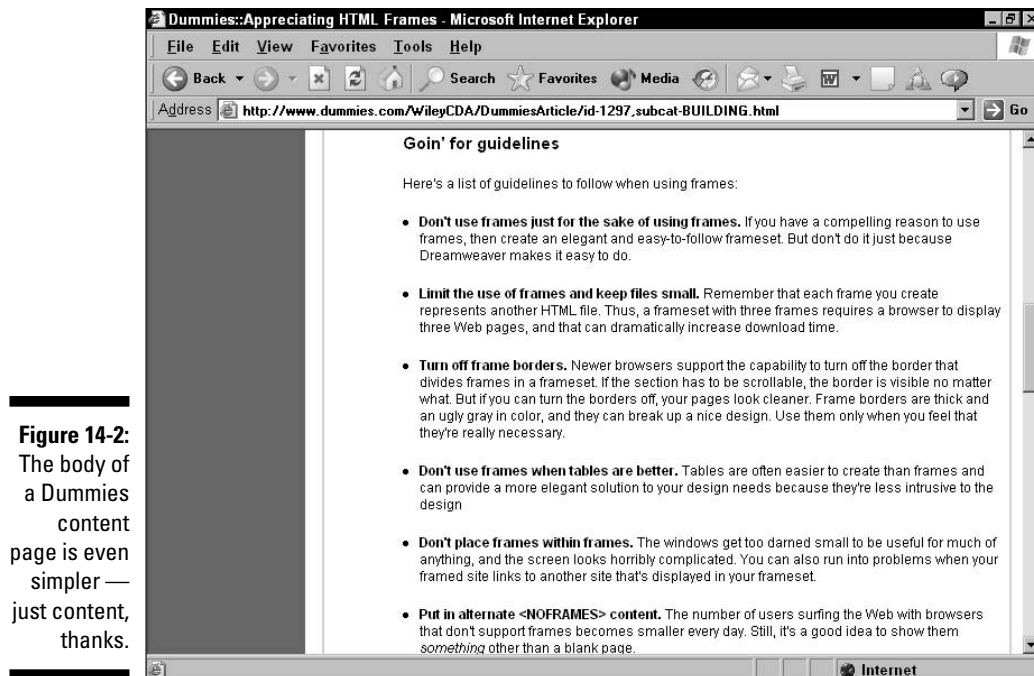 Dummies::Appreciating HTML Frames - Microsoft Internet Explorer
File Edit View Favorites Tools Help
Back Search Favorites Media
Address http://www.dummies.com/WileyCDA/DummiesArticle/id-1297,subcat-BUILDING.html Go
Goin' for guidelines
Here's a list of guidelines to follow when using frames:
• Don't use frames just for the sake of using frames. If you have a compelling reason to use
frames, then create an elegant and easy-to-follow frameset. But don't do it just because
Dreamweaver makes it easy to do.
• Limit the use of frames and keep files small. Remember that each frame you create
represents another HTML file. Thus, a frameset with three frames requires a browser to display
three Web pages, and that can dramatically increase download time.
• Turn off frame borders. Newer browsers support the capability to turn off the border that
divides frames in a frameset. If the section has to be scrollable, the border is visible no matter
what. But if you can turn the borders off, your pages look cleaner. Frame borders are thick and
an ugly gray in color, and they can break up a nice design. Use them only when you feel that
they're really necessary.
• Don't use frames when tables are better. Tables are often easier to create than frames and
can provide a more elegant solution to your design needs because they're less intrusive to the
design
• Don't place frames within frames. The windows get too darned small to be useful for much of
anything, and the screen looks horribly complicated. You can also run into problems when your
framed site links to another site that's displayed in your frameset.
• Put in alternate <NOFRAMES> content. The number of users surfing the Web with browsers
that don't support frames becomes smaller every day. Still, it's a good idea to show them
something other than a blank page.
Internet
Figure 14-2:
The body of
a Dummies
content
page is even
simpler —
just content,
thanks.